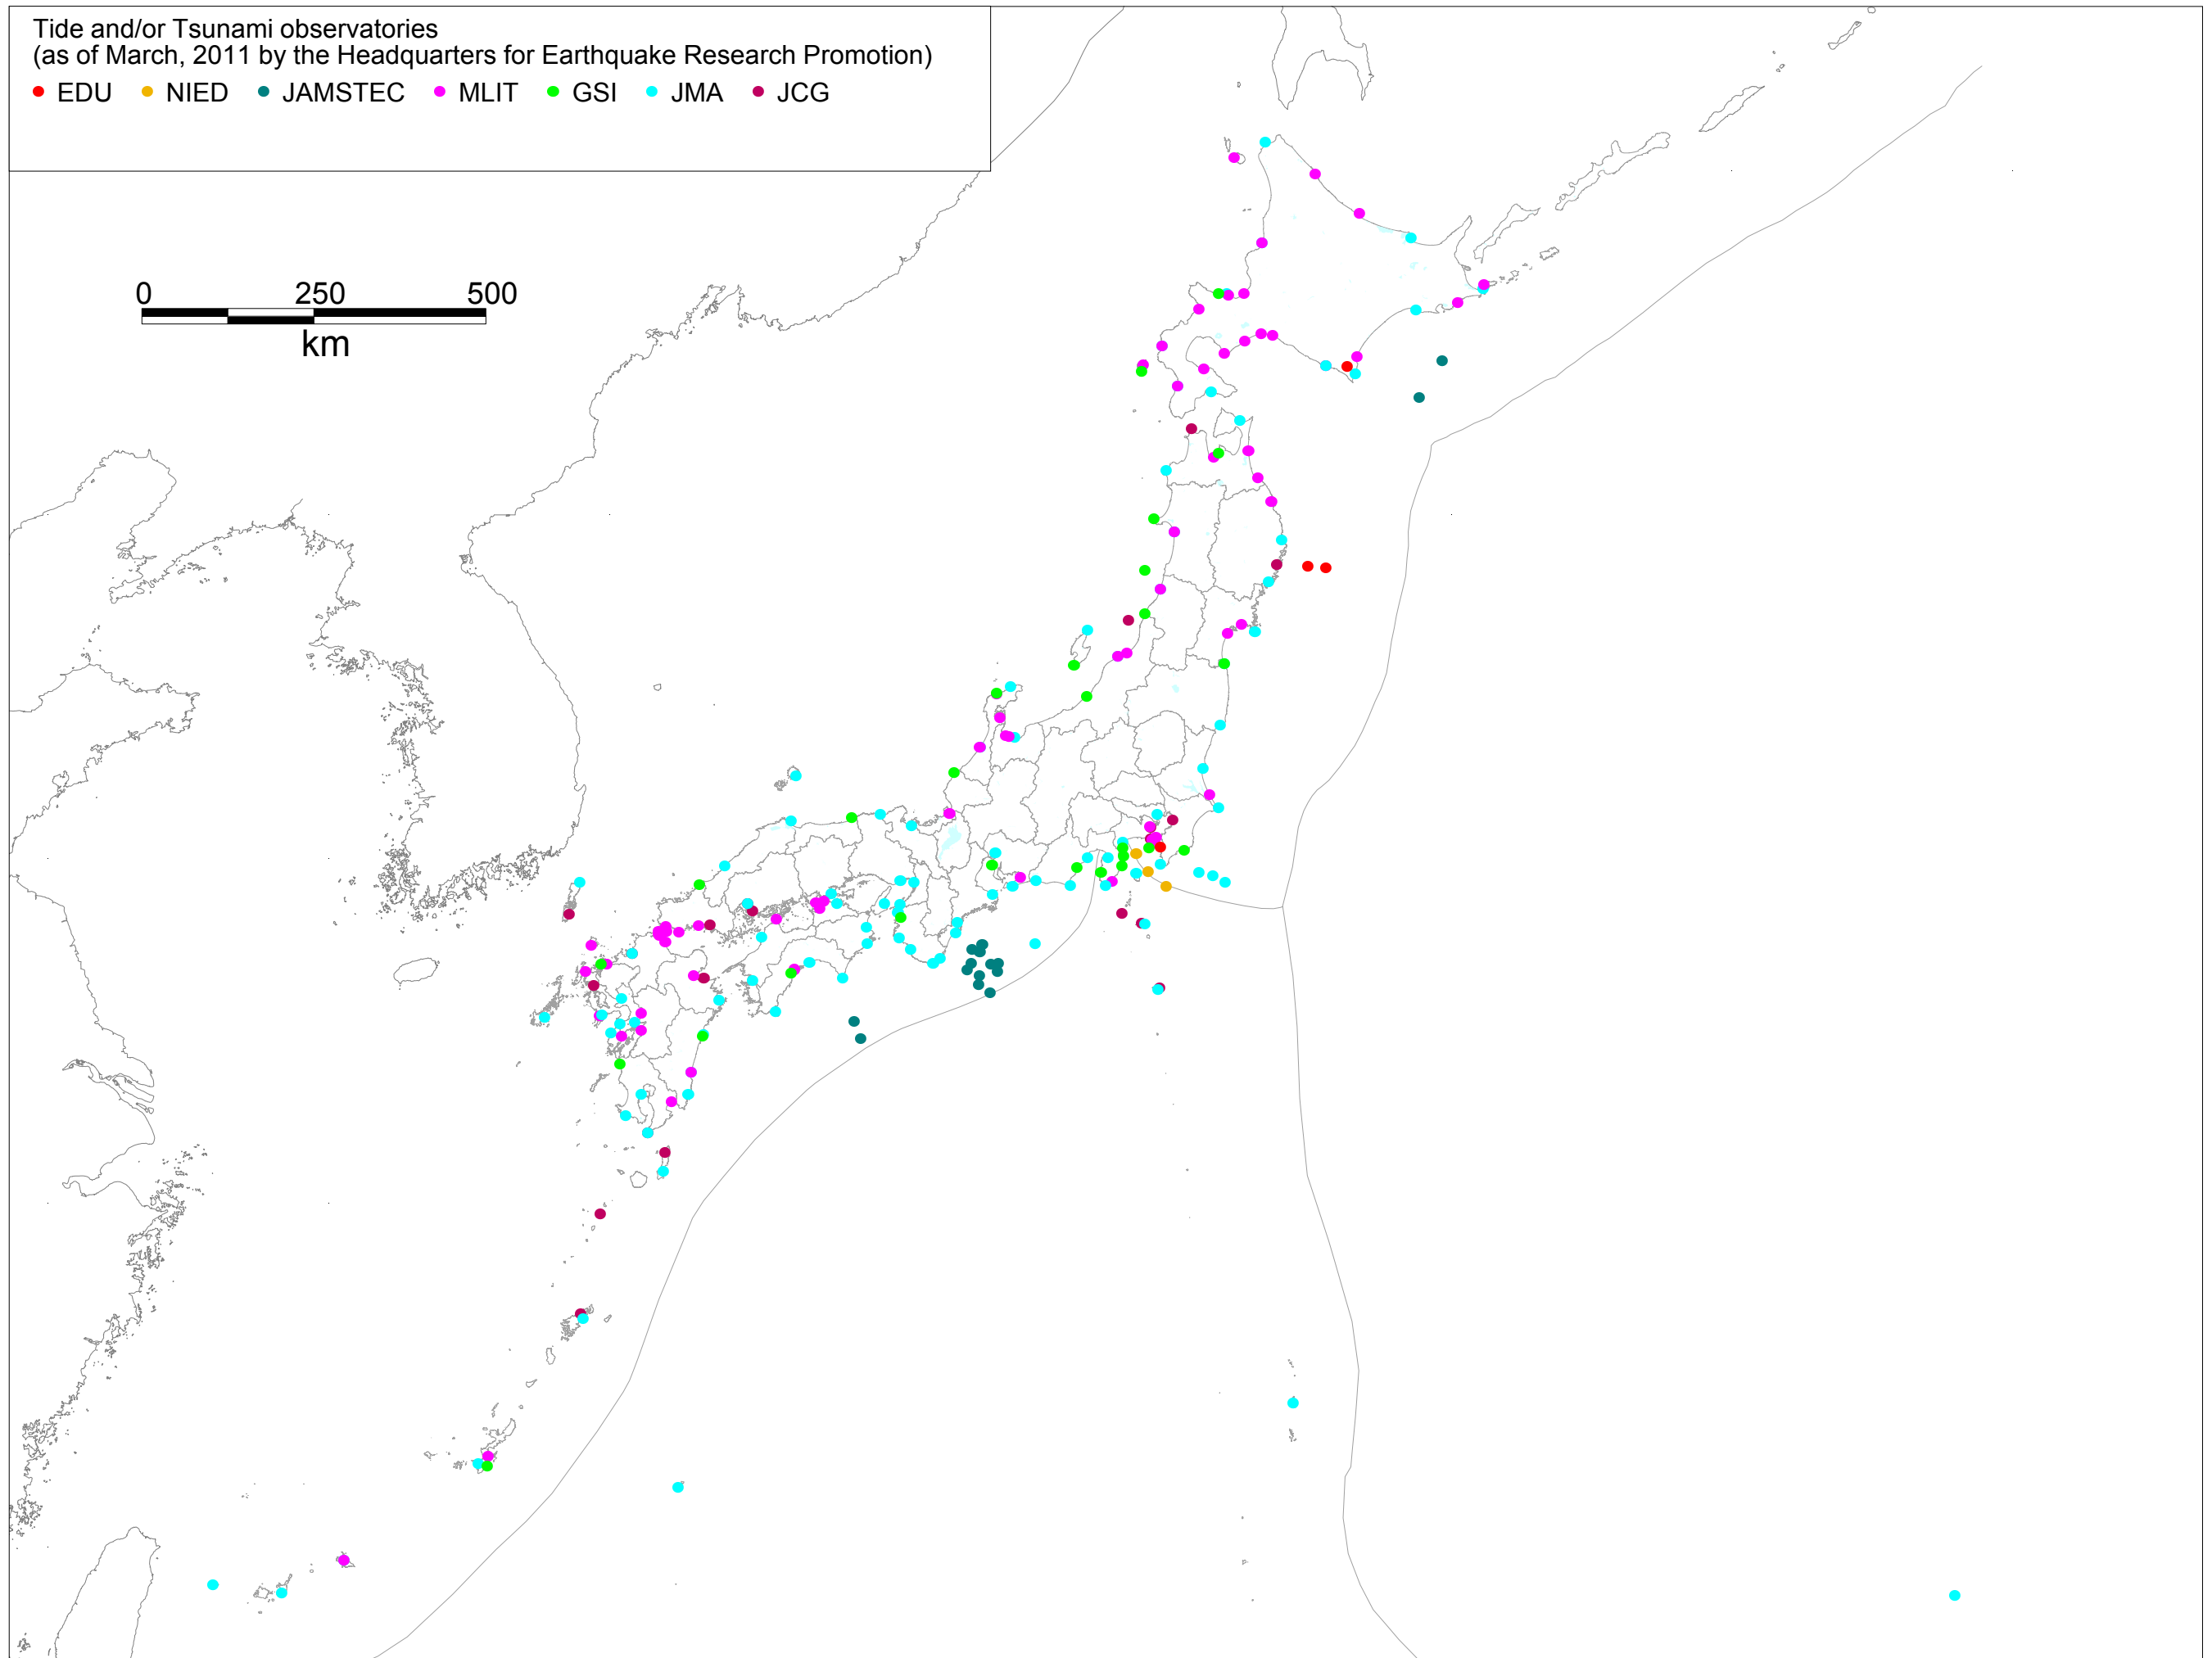 Tide and/or Tsunami observatories
(as of March, 2011 by the Headquarters for Earthquake Research Promotion)
EDU NIED JAMSTEC MLIT GSI JMA JCG
0 250 500
km